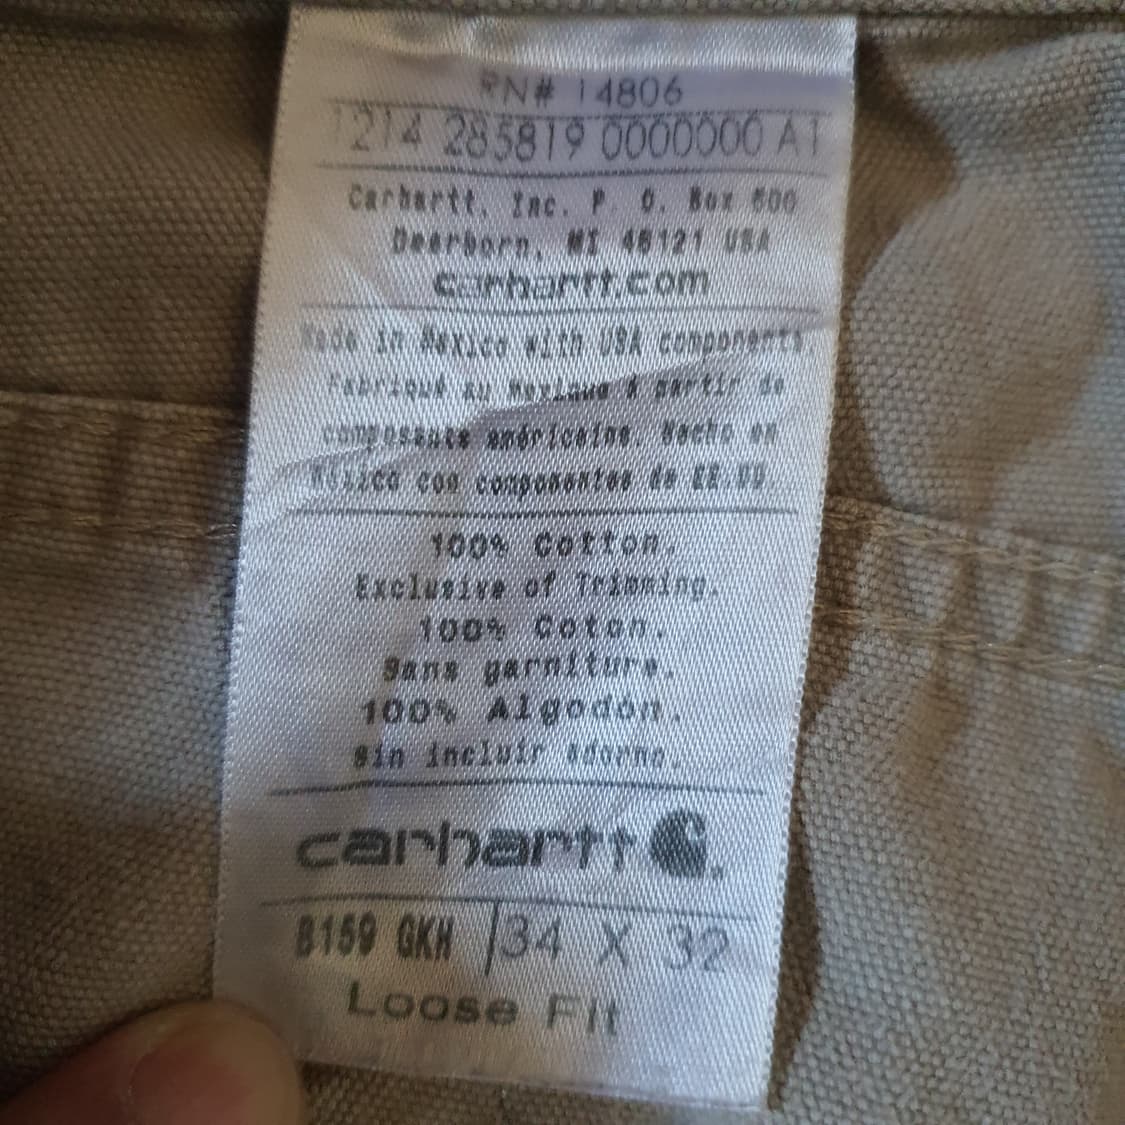 RN# 14806
1214 285819 0000000 A1
Carhartt, Inc. P. O. Box 600
Dearborn, MI 48121 USA
carhartt.com
Made in Mexico with USA components.
Fabriqué au Mexique á partir de
composants américains. Hecho en
México con componentes de EE.UU.
100% Cotton.
Exclusive of Trimming.
100% Coton.
Sans garniture.
100% Algodón.
sin incluir adorno.
carhartt
B159 GKH 34 X 32
Loose Fit